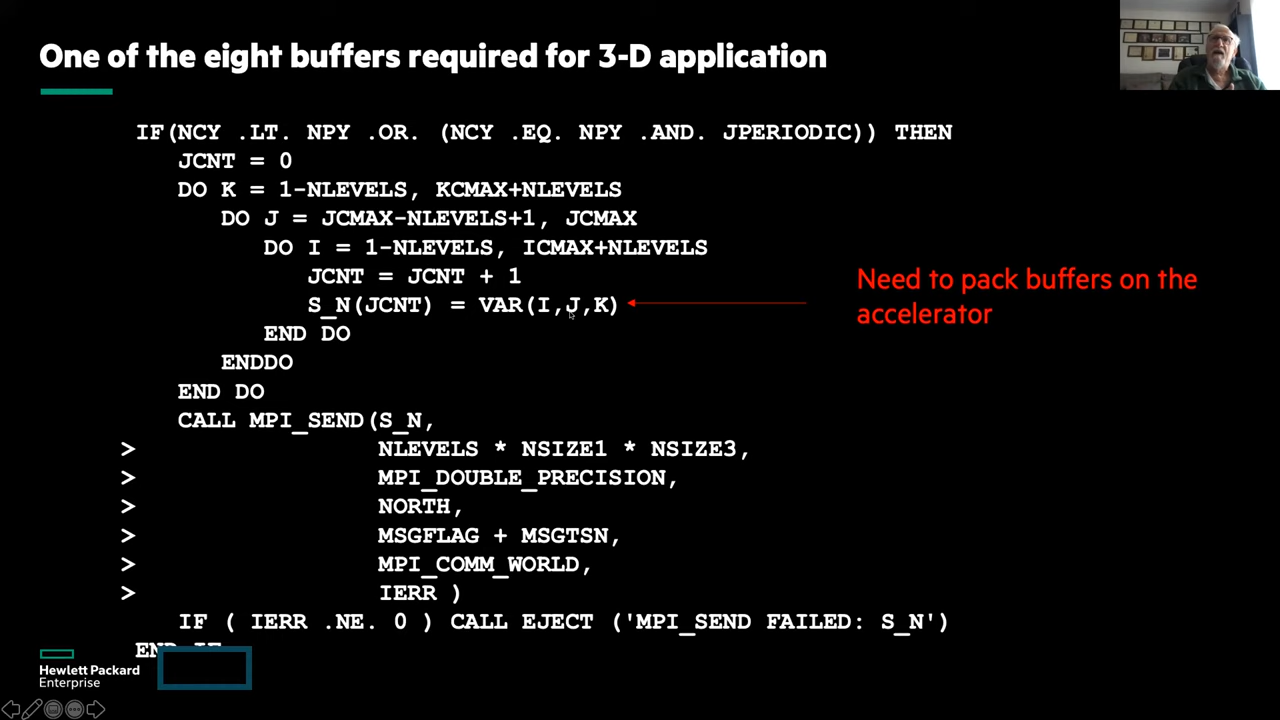 One of the eight buffers required for 3-D application
IF(NCY .LT. NPY .OR. (NCY .EQ. NPY .AND. JPERIODIC)) THEN
JCNT = 0
DO K = 1-NLEVELS, KCMAX+NLEVELS
DO J = JCMAX-NLEVELS+1, JCMAX
DO I = 1-NLEVELS, ICMAX+NLEVELS
JCNT = JCNT + 1
S_N(JCNT) = VAR(I,J,K)
END DO
ENDDO
END DO
CALL MPI_SEND(S_N,
> NLEVELS * NSIZE1 * NSIZE3,
> MPI_DOUBLE_PRECISION,
> NORTH,
> MSGFLAG + MSGTSN,
> MPI_COMM_WORLD,
> IERR )
IF ( IERR .NE. 0 ) CALL EJECT ('MPI_SEND FAILED: S_N')
END IF
Need to pack buffers on the
accelerator
Hewlett Packard
Enterprise